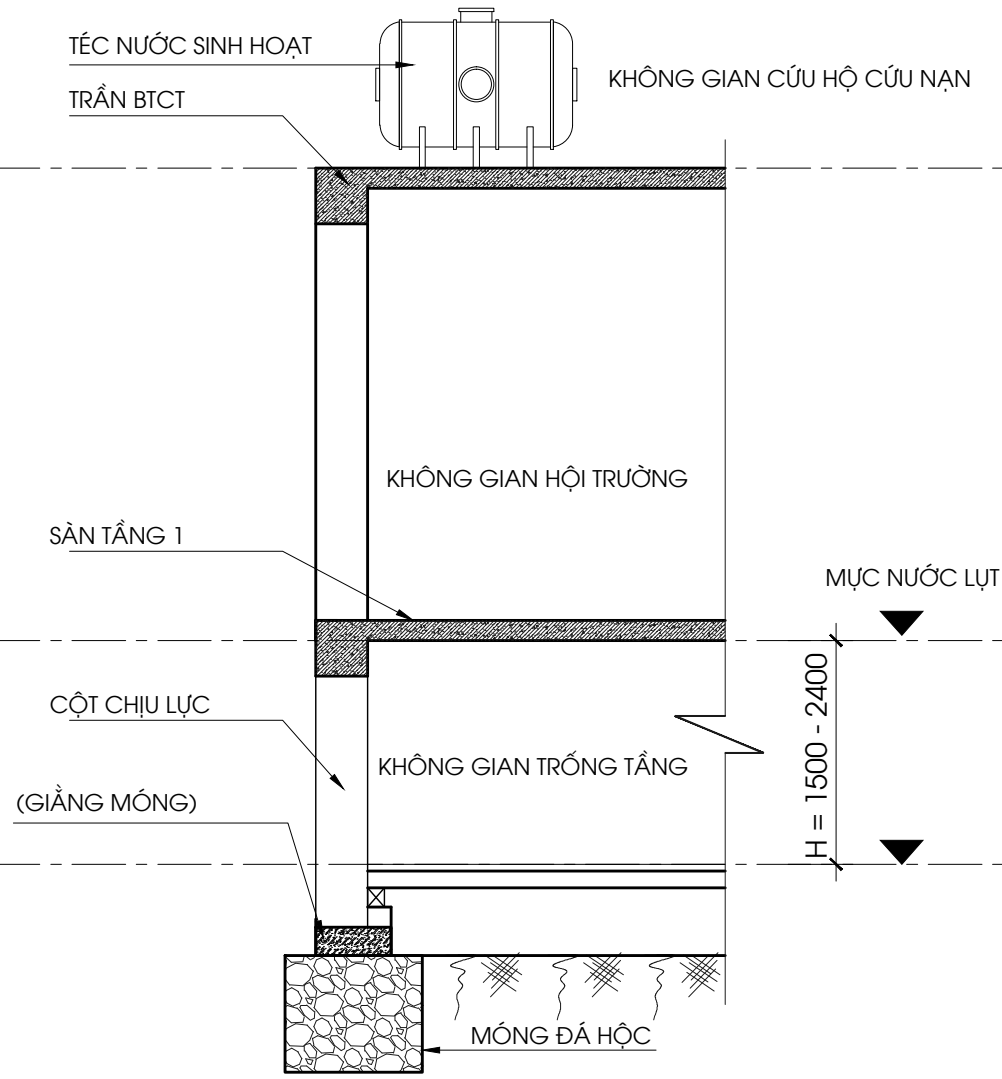 TÉC NƯỚC SINH HOẠT
KHÔNG GIAN CỨU HỘ CỨU NẠN
TRẦN BTCT
KHÔNG GIAN HỘI TRƯỜNG
SÀN TẦNG 1
MỰC NƯỚC LỤT
CỘT CHỊU LỰC
H = 1500 - 2400
KHÔNG GIAN TRỐNG TẦNG
(GIẰNG MÓNG)
MÓNG ĐÁ HỘC